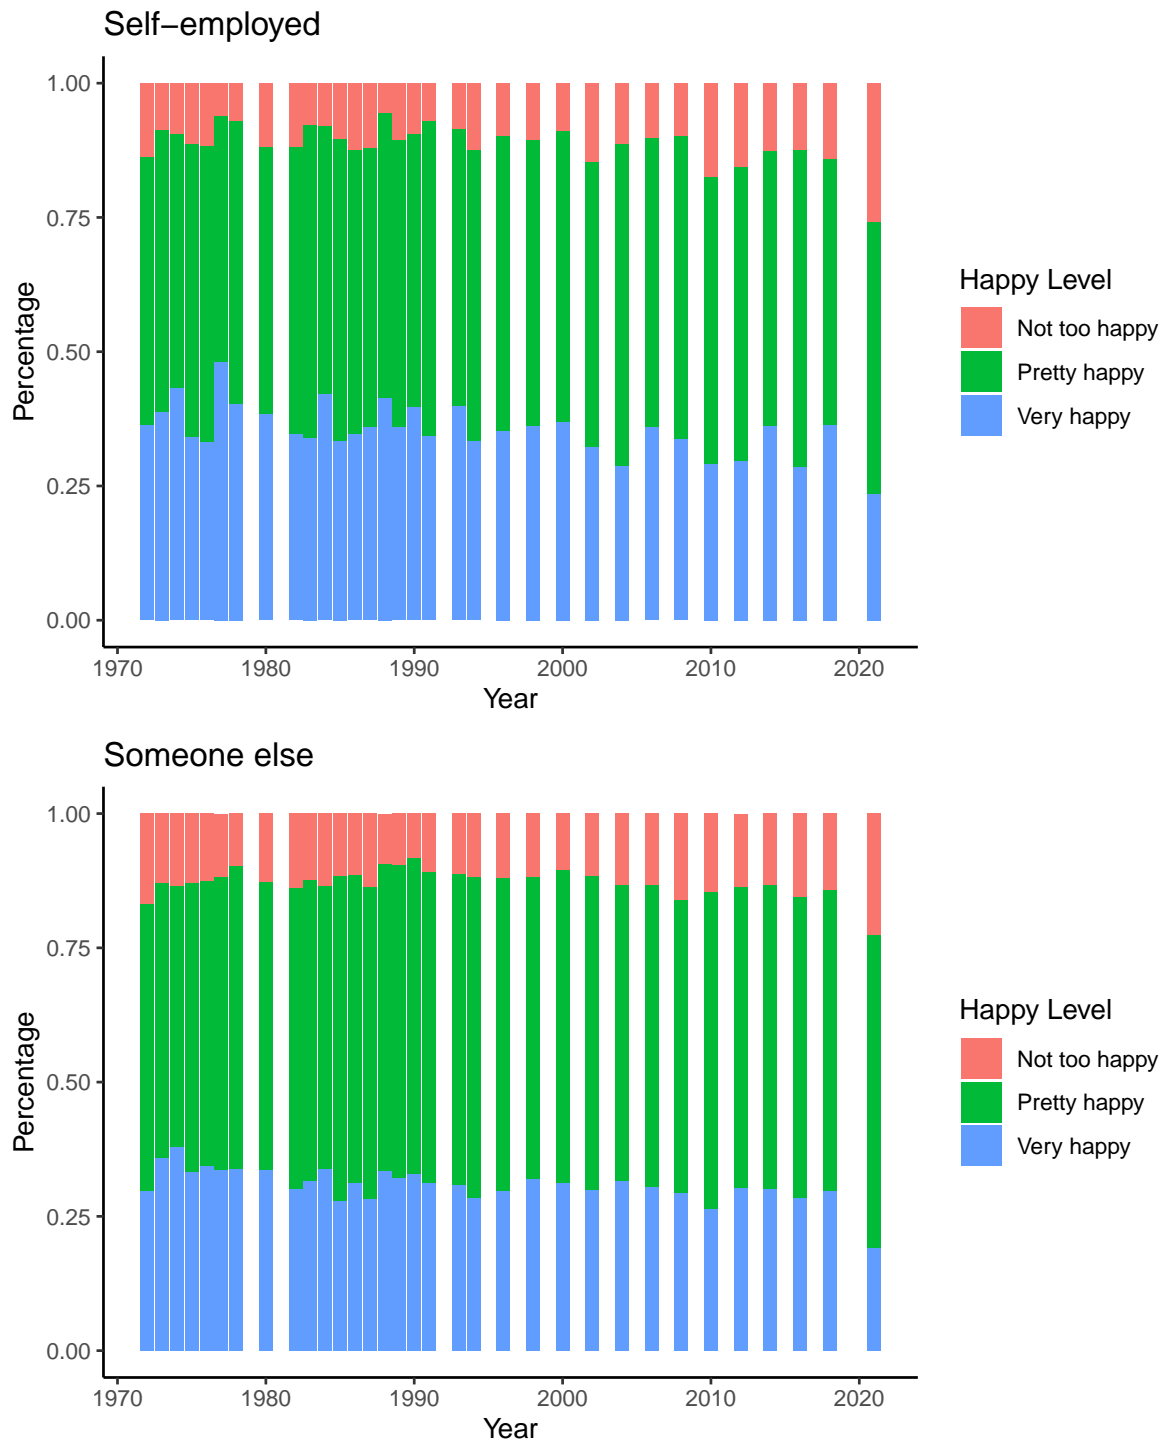 Self−employed
1.00
0.75
0.50
0.25
0.00
Percentage
1970 1980 1990 2000 2010 2020
Year
Happy Level
Not too happy
Pretty happy
Very happy
Someone else
1.00
0.75
0.50
0.25
0.00
Percentage
1970 1980 1990 2000 2010 2020
Year
Happy Level
Not too happy
Pretty happy
Very happy